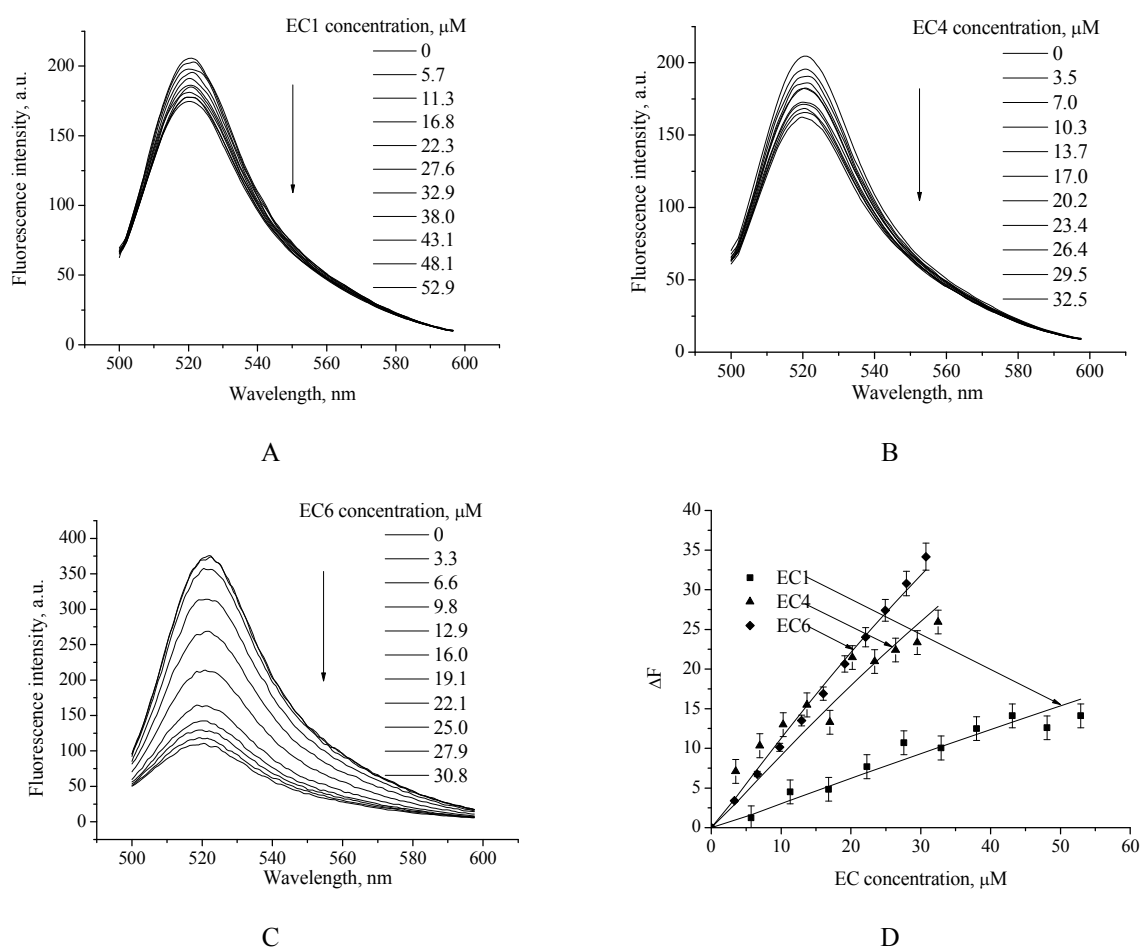 EC1 concentration, μM
0
5.7
11.3
16.8
22.3
27.6
32.9
38.0
43.1
48.1
52.9
Fluorescence intensity, a.u.
200
150
100
50
0
500 520 540 560 580 600
Wavelength, nm
A
EC4 concentration, μM
0
3.5
7.0
10.3
13.7
17.0
20.2
23.4
26.4
29.5
32.5
Fluorescence intensity, a.u.
200
150
100
50
0
500 520 540 560 580 600
Wavelength, nm
B
EC6 concentration, μM
0
3.3
6.6
9.8
12.9
16.0
19.1
22.1
25.0
27.9
30.8
Fluorescence intensity, a.u.
400
350
300
250
200
150
100
50
0
500 520 540 560 580 600
Wavelength, nm
C
EC1
EC4
EC6
ΔF
40
35
30
25
20
15
10
5
0
0 10 20 30 40 50 60
EC concentration, μM
D